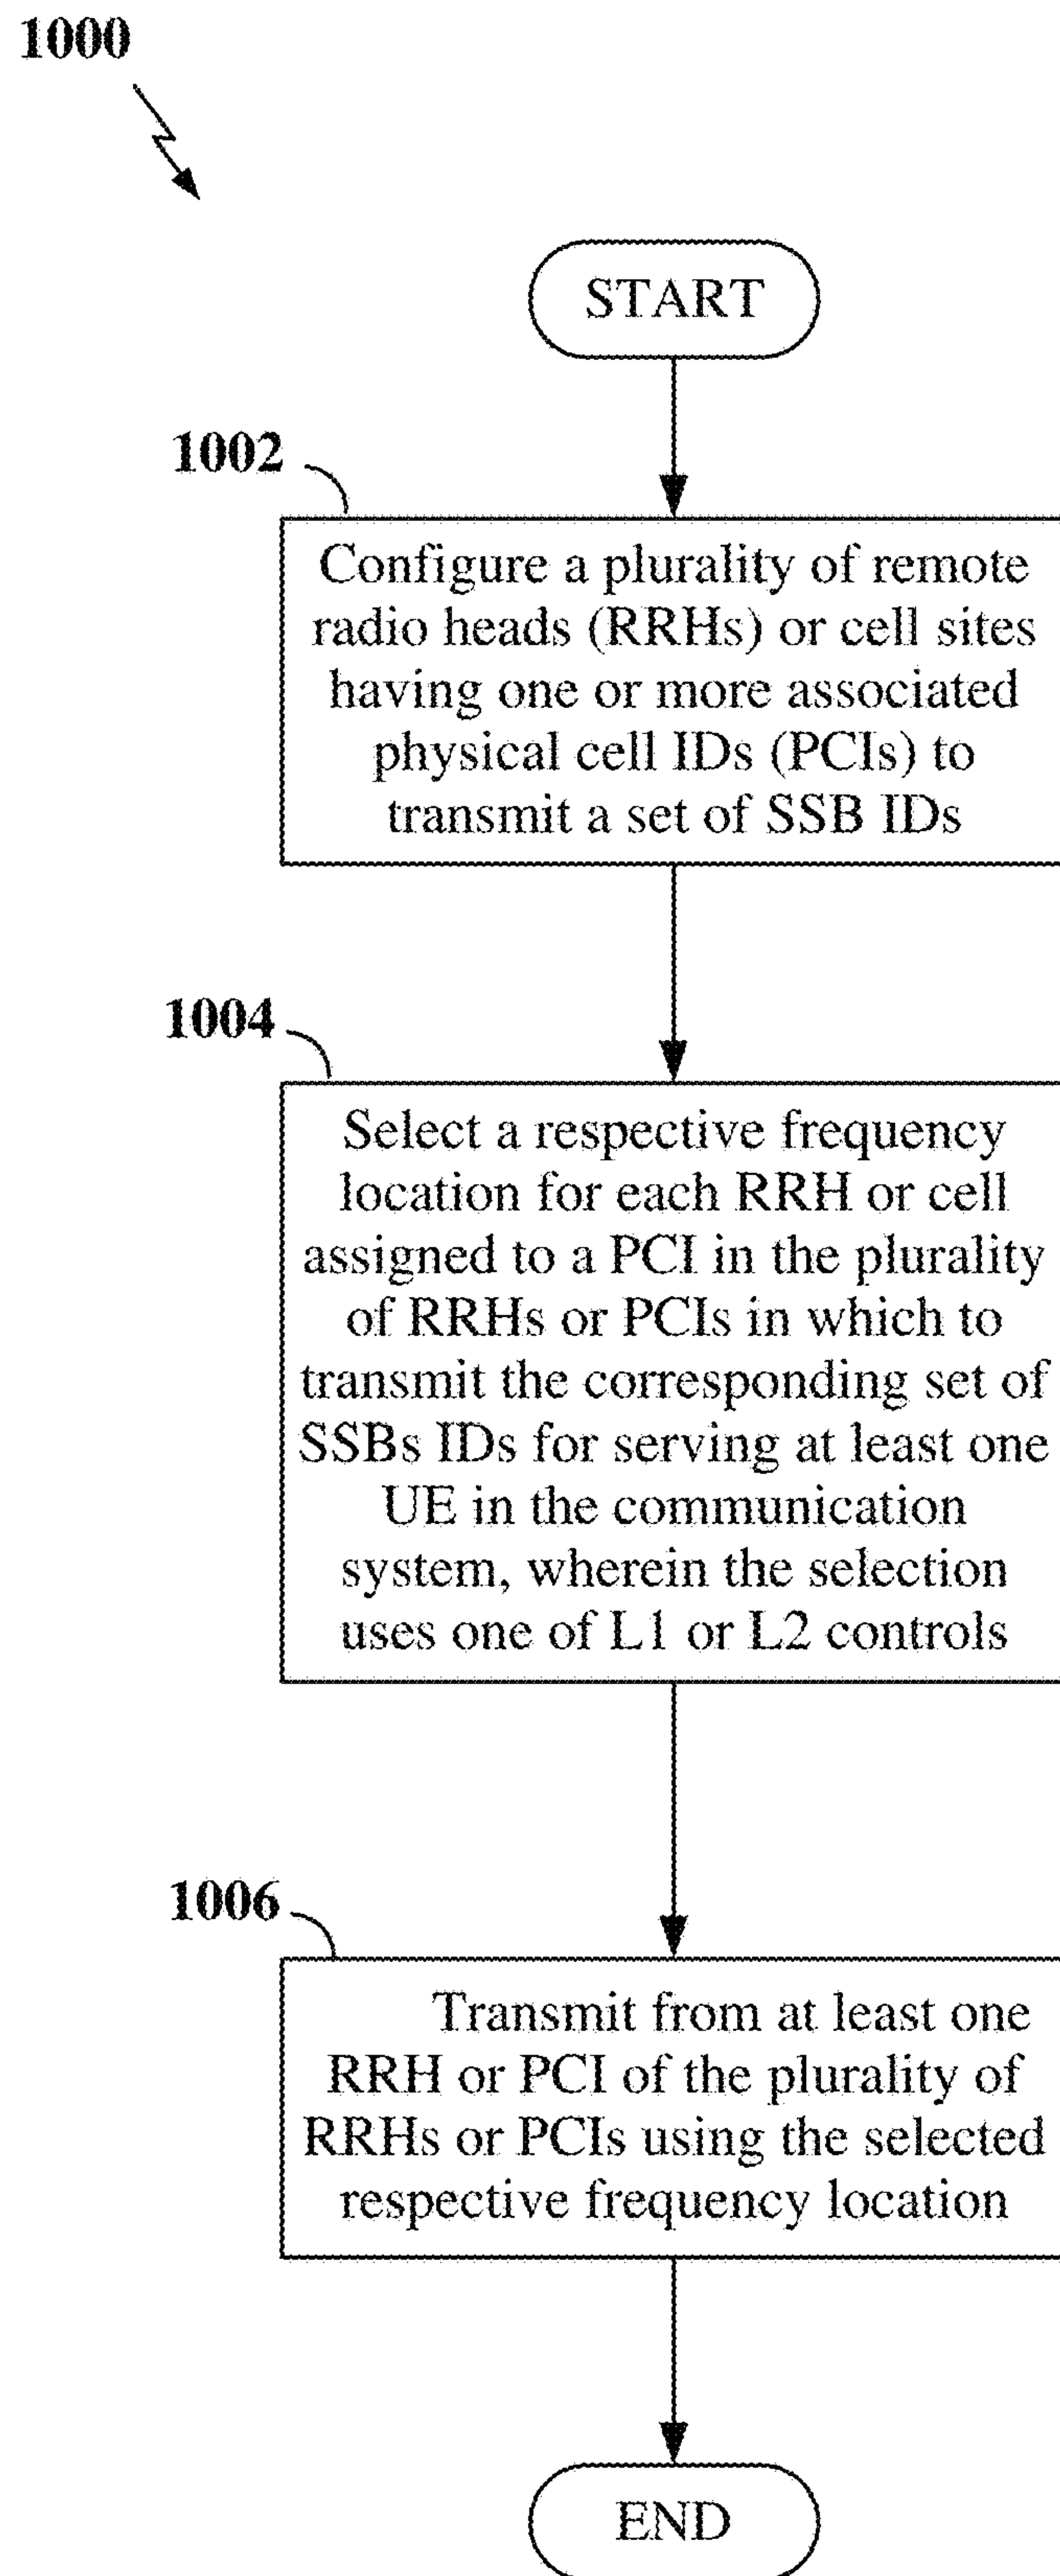 1000
START
1002
Configure a plurality of remote
radio heads (RRHs) or cell sites
having one or more associated
physical cell IDs (PCIs) to
transmit a set of SSB IDs
1004
Select a respective frequency
location for each RRH or cell
assigned to a PCI in the plurality
of RRHs or PCIs in which to
transmit the corresponding set of
SSBs IDs for serving at least one
UE in the communication
system, wherein the selection
uses one of L1 or L2 controls
1006
Transmit from at least one
RRH or PCI of the plurality of
RRHs or PCIs using the selected
respective frequency location
END